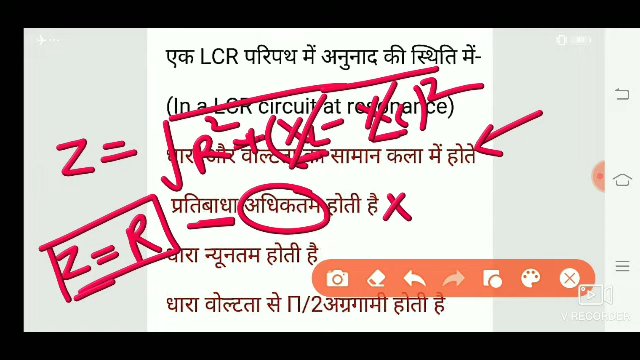 एक LCR परिपथ में अनुनाद की स्थिति में-
(In a LCR circuit at resonance)
Z = √R² + (XL - XC)²
धारा और वोल्टता का सामान कला में होते
प्रतिबाधा अधिकतम होती है X
Z = R
धारा न्यूनतम होती है
धारा वोल्टता से Π/2अग्रगामी होती है
V RECORDER